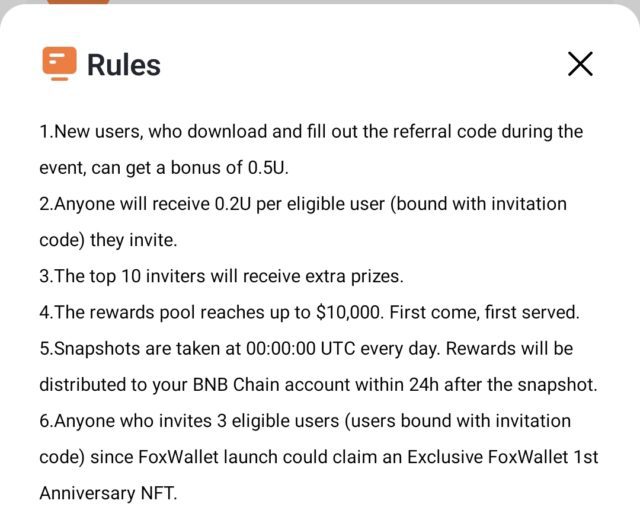 Rules
1.New users, who download and fill out the referral code during the
event, can get a bonus of 0.5U.
2.Anyone will receive 0.2U per eligible user (bound with invitation
code) they invite.
3.The top 10 inviters will receive extra prizes.
4.The rewards pool reaches up to $10,000. First come, first served.
5.Snapshots are taken at 00:00:00 UTC every day. Rewards will be
distributed to your BNB Chain account within 24h after the snapshot.
6.Anyone who invites 3 eligible users (users bound with invitation
code) since FoxWallet launch could claim an Exclusive FoxWallet 1st
Anniversary NFT.